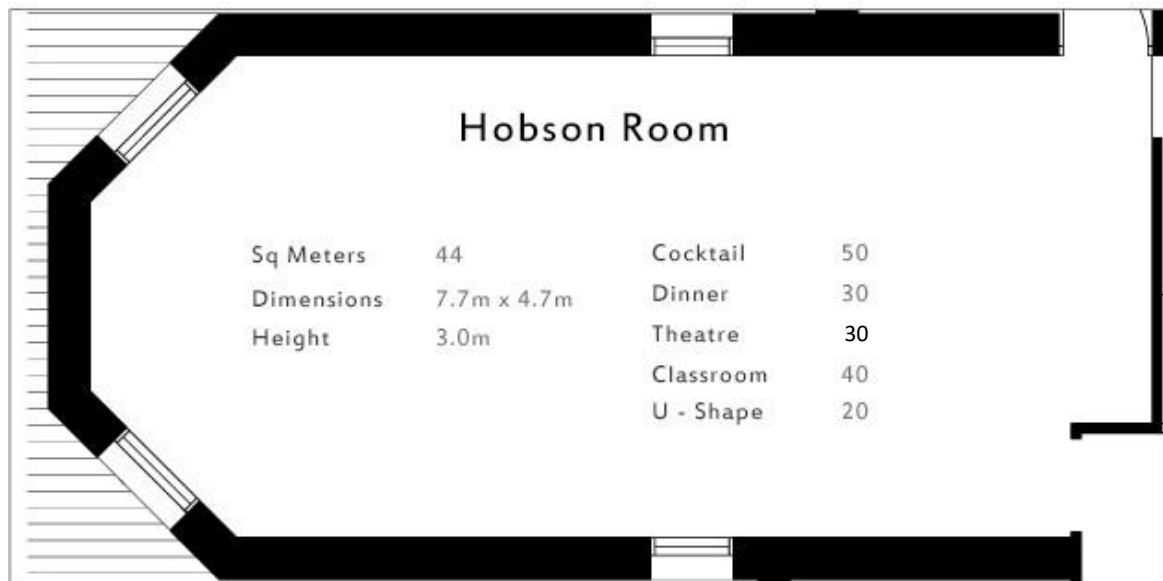 Hobson Room
Sq Meters 44
Dimensions 7.7m x 4.7m
Height 3.0m
Cocktail 50
Dinner 30
Theatre 30
Classroom 40
U - Shape 20